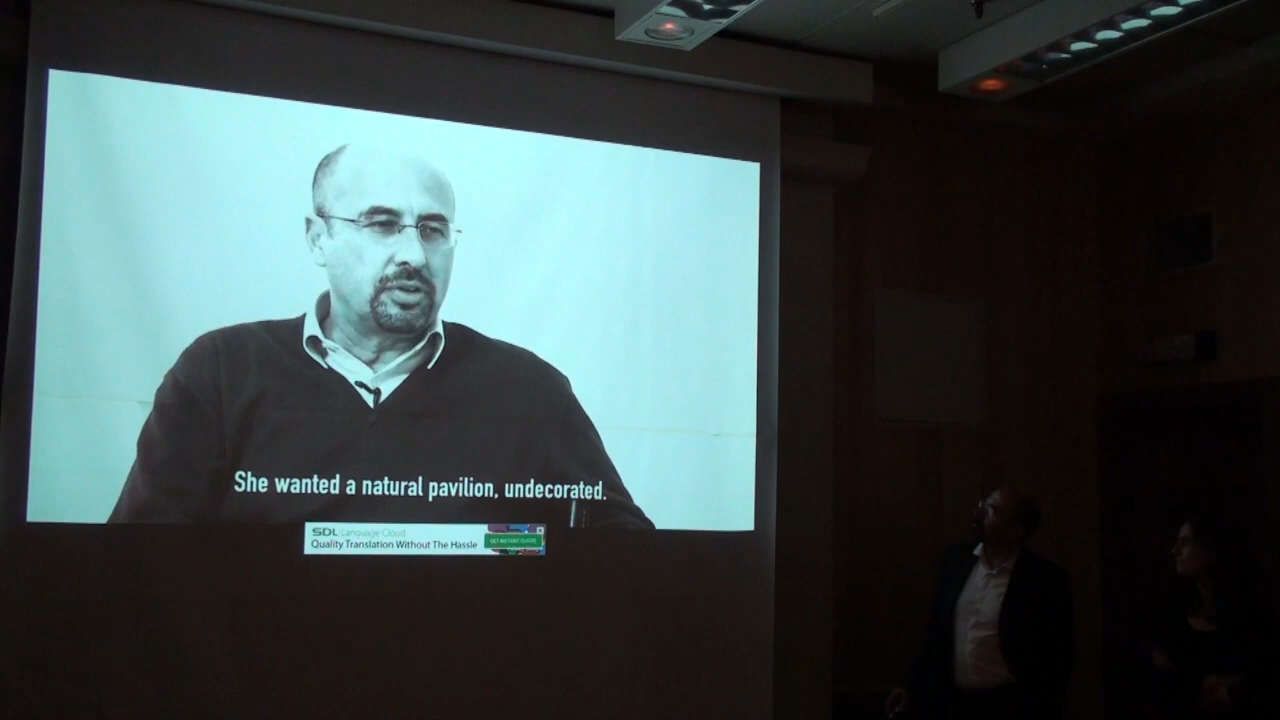 She wanted a natural pavilion, undecorated.
SDL Language Cloud
Quality Translation Without The Hassle
GET INSTANT QUOTE